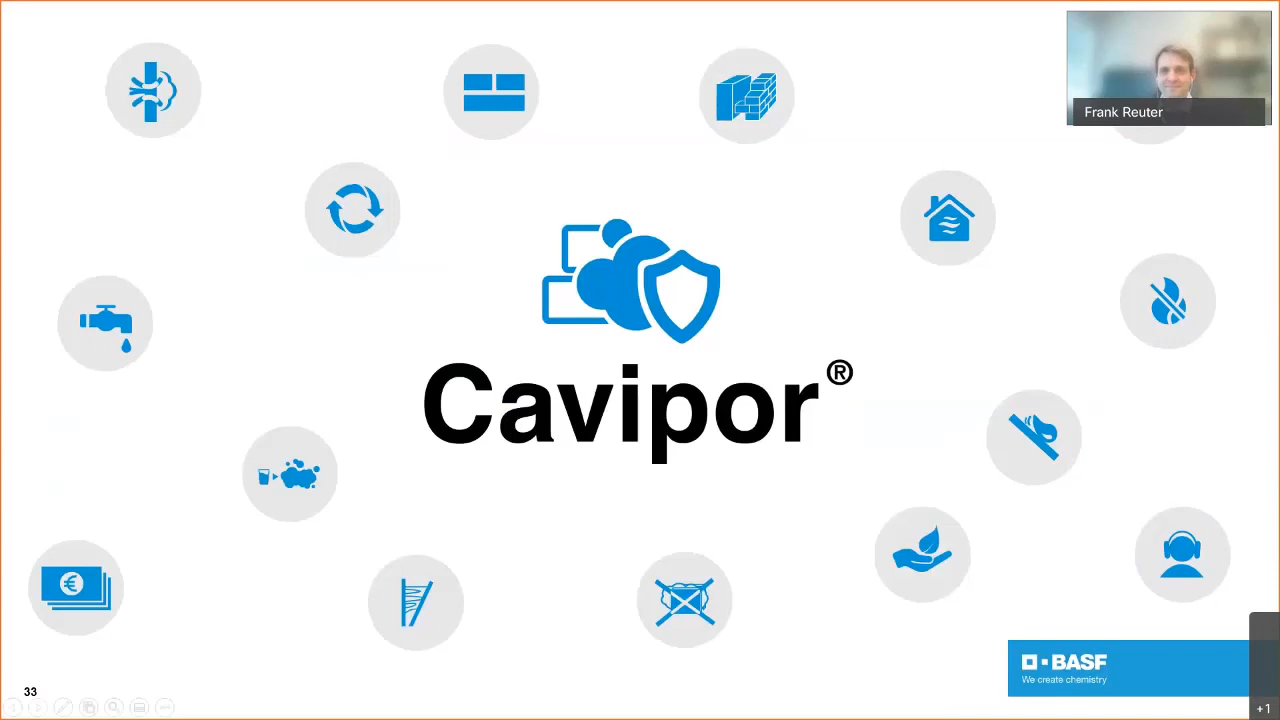 Frank Reuter
Cavipor®
€
BASF
We create chemistry
33
+1